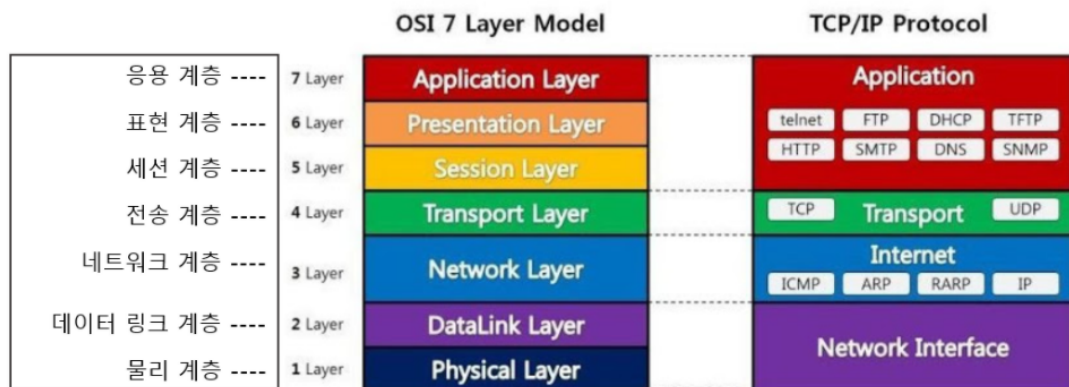 OSI 7 Layer Model
TCP/IP Protocol
응용 계층 ----
7 Layer
Application Layer
Application
표현 계층 ----
6 Layer
Presentation Layer
telnet FTP DHCP TFTP
HTTP SMTP DNS SNMP
세션 계층 ----
5 Layer
Session Layer
전송 계층 ----
4 Layer
Transport Layer
TCP Transport UDP
네트워크 계층 ----
3 Layer
Network Layer
Internet
ICMP ARP RARP IP
데이터 링크 계층 ----
2 Layer
DataLink Layer
Network Interface
물리 계층 ----
1 Layer
Physical Layer